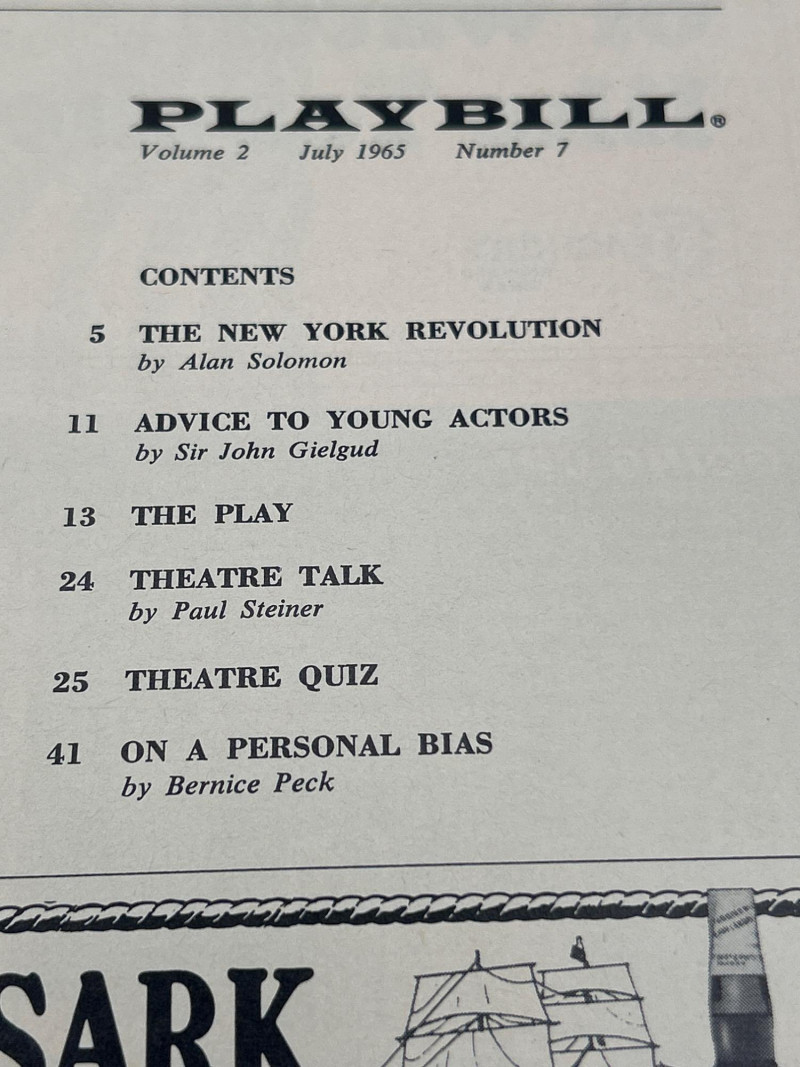 PLAYBILL®
Volume 2 July 1965 Number 7
CONTENTS
5 THE NEW YORK REVOLUTION
by Alan Solomon
11 ADVICE TO YOUNG ACTORS
by Sir John Gielgud
13 THE PLAY
24 THEATRE TALK
by Paul Steiner
25 THEATRE QUIZ
41 ON A PERSONAL BIAS
by Bernice Peck
SARK